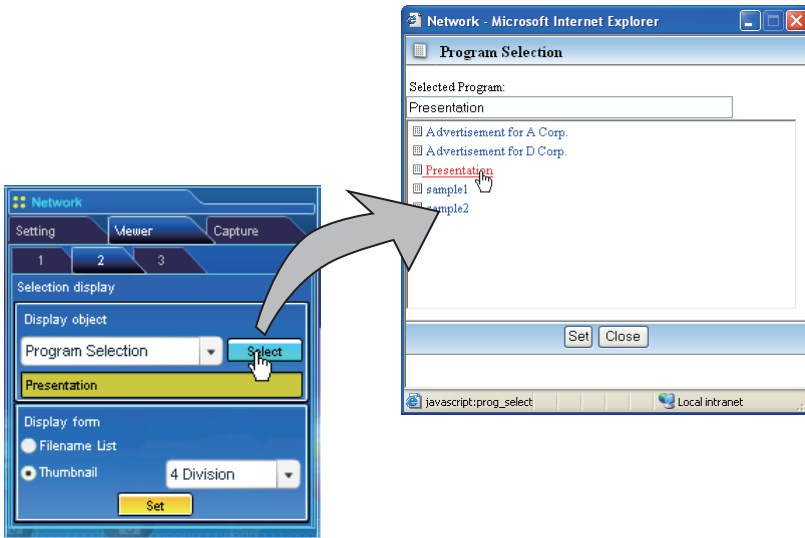 Network
Setting Viewer Capture
1 2 3
Selection display
Display object
Program Selection Select
Presentation
Display form
Filename List
Thumbnail 4 Division
Set
Network - Microsoft Internet Explorer
Program Selection
Selected Program:
Presentation
Advertisement for A Corp.
Advertisement for D Corp.
Presentation
sample1
sample2
Set Close
javascript:prog_select Local intranet